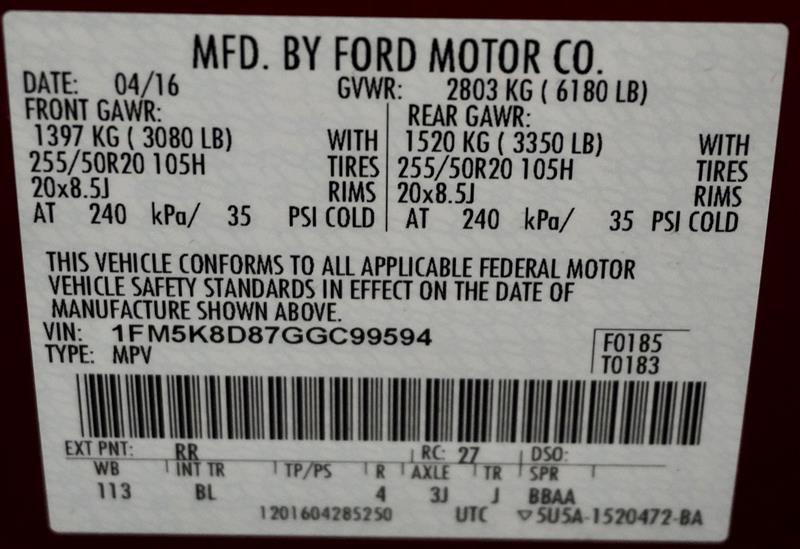 MFD. BY FORD MOTOR CO.
DATE: 04/16 GVWR: 2803 KG ( 6180 LB)
FRONT GAWR: REAR GAWR:
1397 KG ( 3080 LB) WITH 1520 KG ( 3350 LB) WITH
255/50R20 105H TIRES 255/50R20 105H TIRES
20x8.5J RIMS 20x8.5J RIMS
AT 240 kPa/ 35 PSI COLD AT 240 kPa/ 35 PSI COLD
THIS VEHICLE CONFORMS TO ALL APPLICABLE FEDERAL MOTOR
VEHICLE SAFETY STANDARDS IN EFFECT ON THE DATE OF
MANUFACTURE SHOWN ABOVE.
VIN: 1FM5K8D87GGC99594 F0185
TYPE: MPV T0183
EXT PNT: RR RC: 27 DSO:
WB INT TR TP/PS R AXLE TR SPR
113 BL 4 3J J BBAA
1201604285250 UTC ▽5U5A-1520472-BA